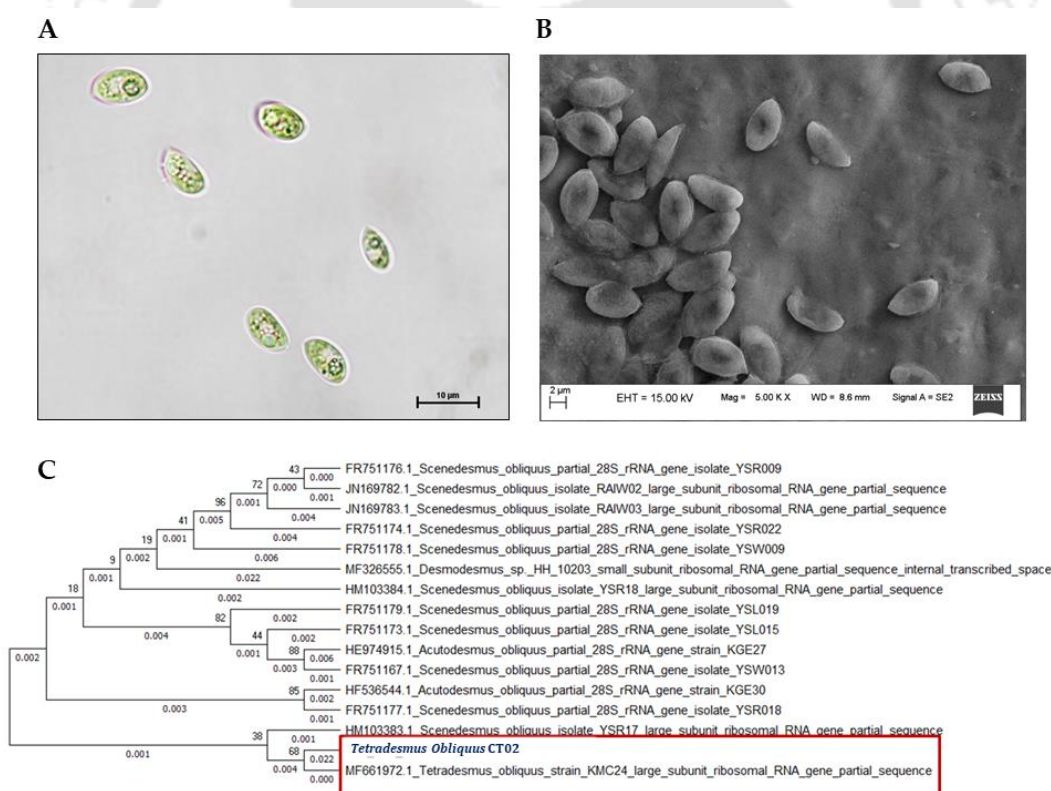 A
B
10 µm
2 µm
EHT = 15.00 kV
Mag = 5.00 K X
WD = 8.6 mm
Signal A = SE2
ZEISS
C
43
FR751176.1_Scenedesmus_obliquus_partial_28S_rRNA_gene_isolate_YSR009
0.000
72
0.000
JN169782.1_Scenedesmus_obliquus_isolate_RAIW02_large_subunit_ribosomal_RNA_gene_partial_sequence
0.001
96
0.001
JN169783.1_Scenedesmus_obliquus_isolate_RAIW03_large_subunit_ribosomal_RNA_gene_partial_sequence
0.004
41
0.005
FR751174.1_Scenedesmus_obliquus_partial_28S_rRNA_gene_isolate_YSR022
0.004
19
0.001
FR751178.1_Scenedesmus_obliquus_partial_28S_rRNA_gene_isolate_YSW009
0.006
9
0.002
MF326555.1_Desmodesmus_sp._HH_10203_small_subunit_ribosomal_RNA_gene_partial_sequence_internal_transcribed_space
0.022
18
0.001
HM103384.1_Scenedesmus_isolate_YSR18_large_subunit_ribosomal_RNA_gene_partial_sequence
0.002
0.001
82
FR751179.1_Scenedesmus_obliquus_partial_28S_rRNA_gene_isolate_YSL019
0.002
0.004
44
FR751173.1_Scenedesmus_obliquus_partial_28S_rRNA_gene_isolate_YSL015
0.002
0.001
88
HE974915.1_Acutodesmus_obliquus_partial_28S_rRNA_gene_strain_KGE27
0.006
0.003
FR751167.1_Scenedesmus_obliquus_partial_28S_rRNA_gene_isolate_YSW013
0.001
0.002
85
HF536544.1_Acutodesmus_obliquus_partial_28S_rRNA_gene_strain_KGE30
0.002
0.003
FR751177.1_Scenedesmus_obliquus_partial_28S_rRNA_gene_isolate_YSR018
0.001
38
HM103383.1_Scenedesmus_obliquus_isolate_YSR17_large_subunit_ribosomal_RNA_gene_partial_sequence
0.001
0.001
68
Tetradesmus Obliquus CT02
0.022
0.004
MF661972.1_Tetradesmus_obliquus_strain_KMC24_large_subunit_ribosomal_RNA_gene_partial_sequence
0.000